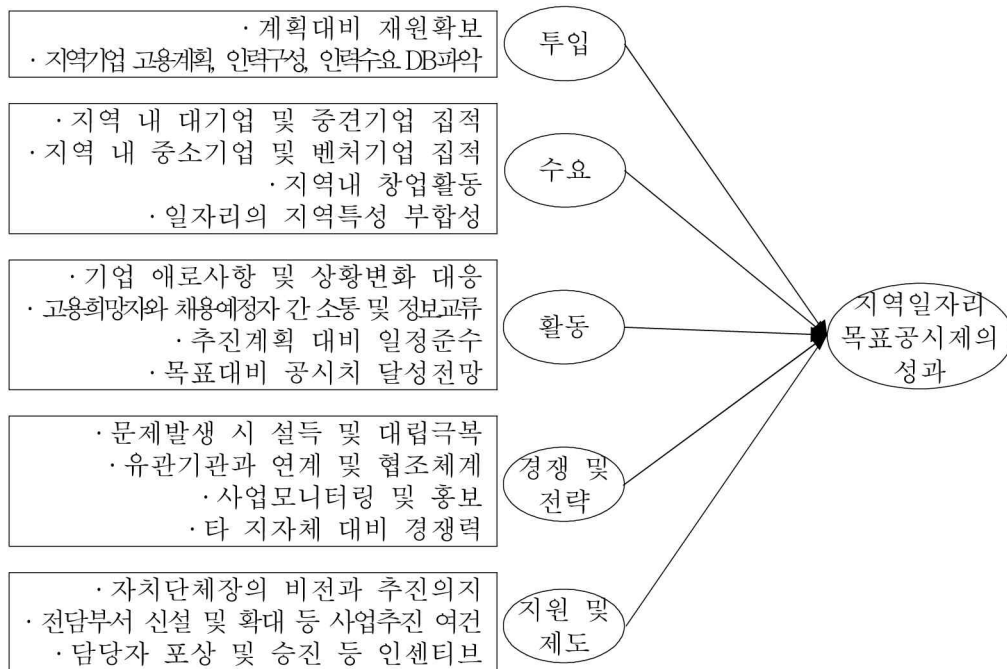 · 계획대비 재원확보
· 지역기업 고용계획, 인력구성, 인력수요 DB파악
투입
· 지역 내 대기업 및 중견기업 집적
· 지역 내 중소기업 및 벤처기업 집적
· 지역내 창업활동
· 일자리의 지역특성 부합성
수요
· 기업 애로사항 및 상황변화 대응
· 고용희망자와 채용예정자 간 소통 및 정보교류
· 추진계획 대비 일정준수
· 목표대비 공시치 달성전망
활동
· 문제발생 시 설득 및 대립극복
· 유관기관과 연계 및 협조체계
· 사업모니터링 및 홍보
· 타 지자체 대비 경쟁력
경쟁 및
전략
· 자치단체장의 비전과 추진의지
· 전담부서 신설 및 확대 등 사업추진 여건
· 담당자 포상 및 승진 등 인센티브
지원 및
제도
지역일자리
목표공시제의
성과